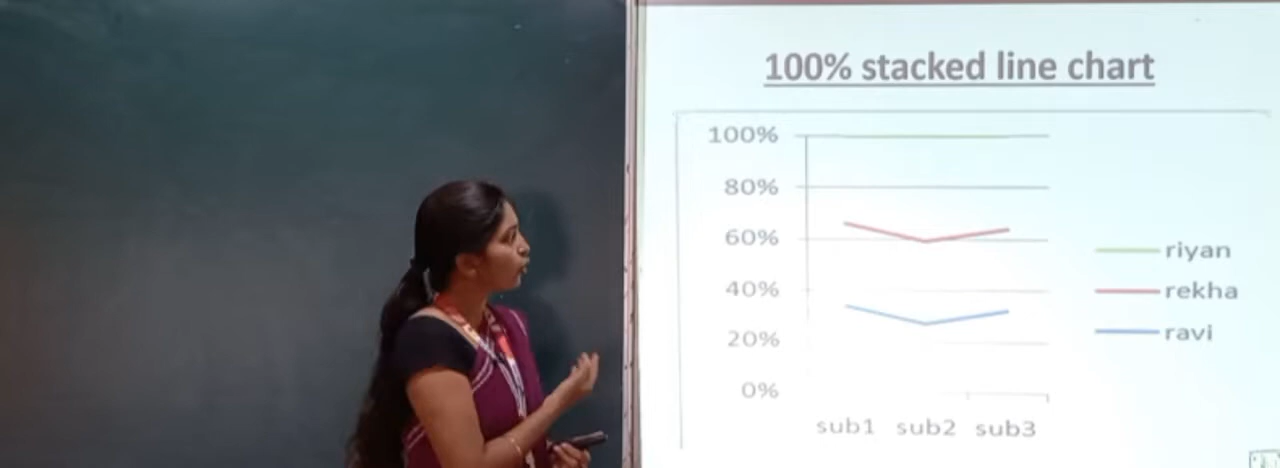 100% stacked line chart
100%
80%
60%
40%
20%
0%
sub1 sub2 sub3
riyan
rekha
ravi